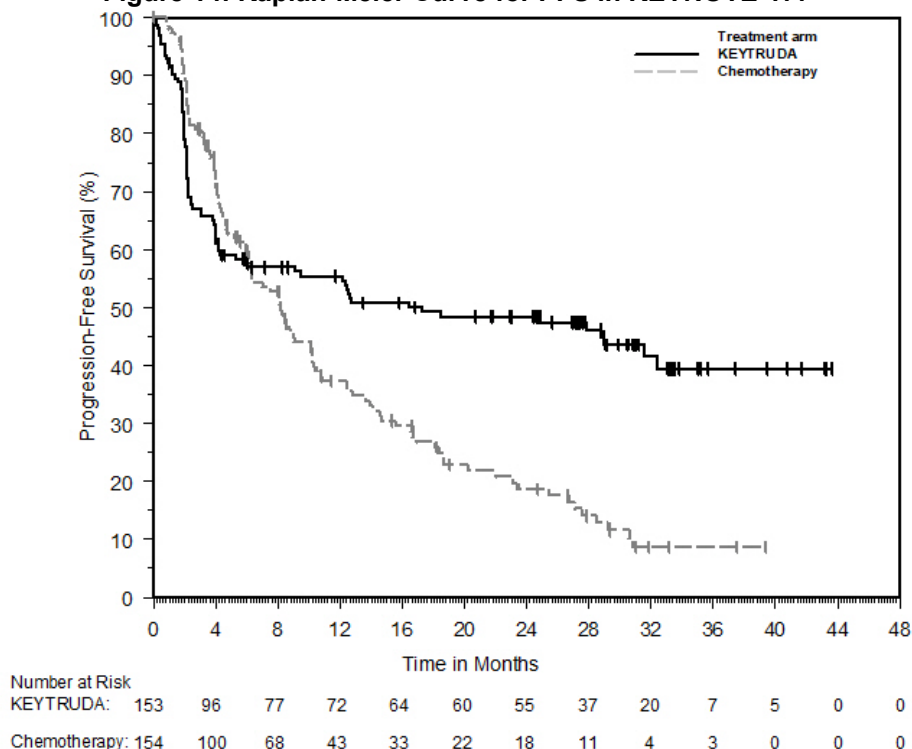 Treatment arm
KEYTRUDA
Chemotherapy
100
90
80
70
60
50
40
30
20
10
0
Progression-Free Survival (%)
0 4 8 12 16 20 24 28 32 36 40 44 48
Time in Months
Number at Risk
KEYTRUDA: 153 96 77 72 64 60 55 37 20 7 5 0 0
Chemotherapy: 154 100 68 43 33 22 18 11 4 3 0 0 0